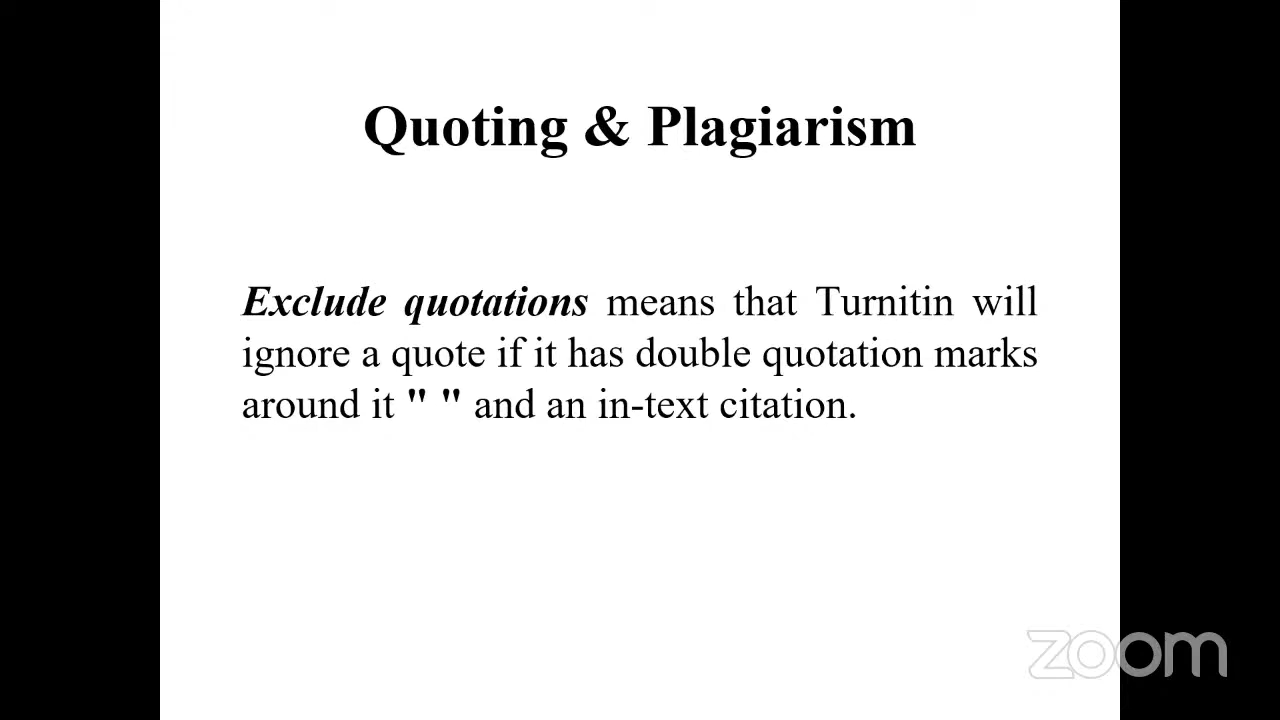 Quoting & Plagiarism
Exclude quotations means that Turnitin will
ignore a quote if it has double quotation marks
around it " " and an in-text citation.
zoom